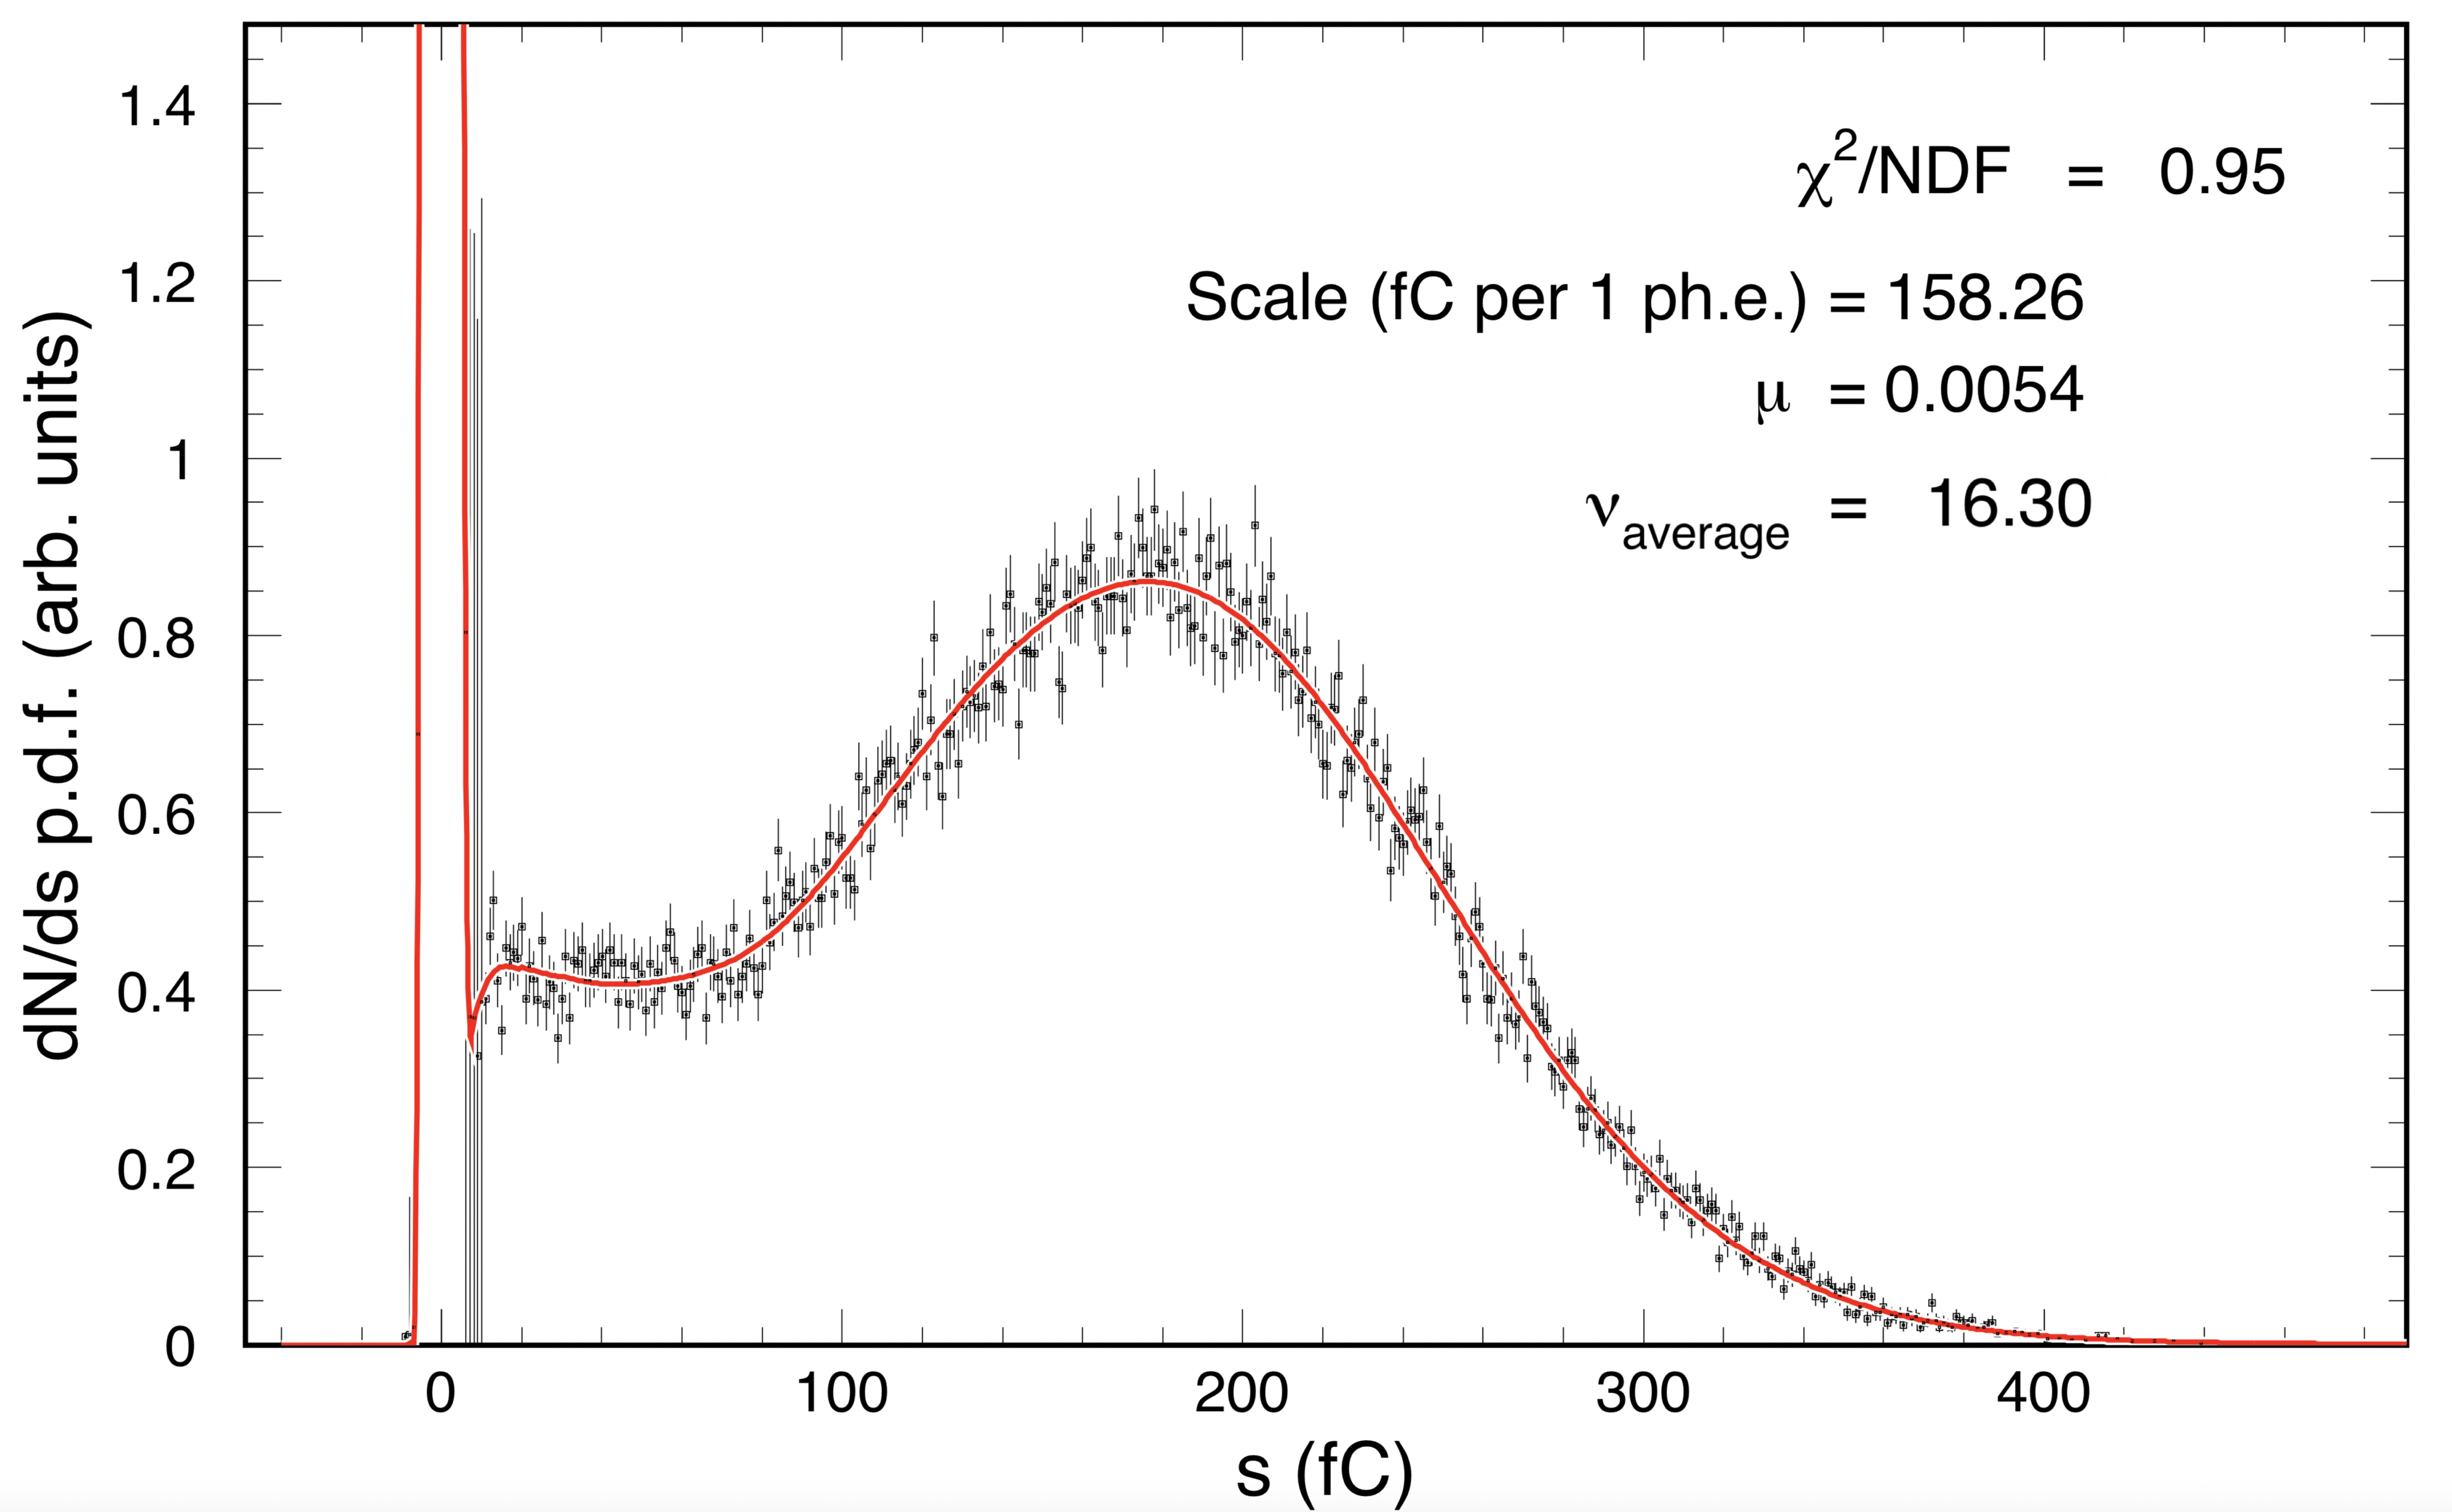 dN/ds p.d.f. (arb. units)
1.4
1.2
1
0.8
0.6
0.4
0.2
0
χ²/NDF = 0.95
Scale (fC per 1 ph.e.) = 158.26
μ = 0.0054
ν average = 16.30
0 100 200 300 400
s (fC)